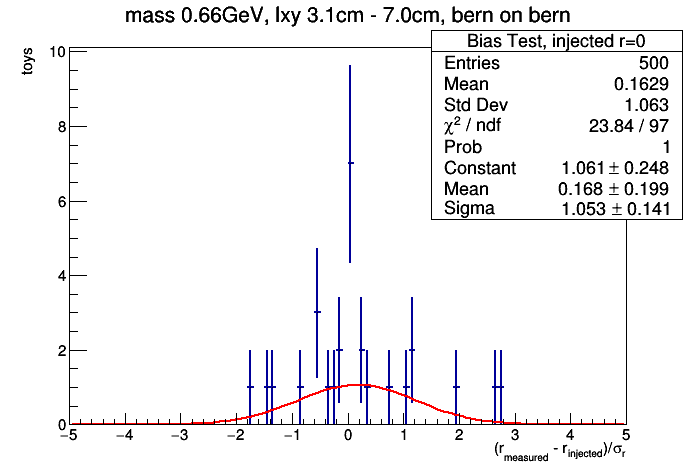 mass 0.66GeV, lxy 3.1cm - 7.0cm, bern on bern
toys
Bias Test, injected r=0
Entries 500
Mean 0.1629
Std Dev 1.063
χ² / ndf 23.84 / 97
Prob 1
Constant 1.061 ± 0.248
Mean 0.168 ± 0.199
Sigma 1.053 ± 0.141
10
8
6
4
2
0
−5 −4 −3 −2 −1 0 1 2 3 4 5
(r_measured - r_injected)/σ_r